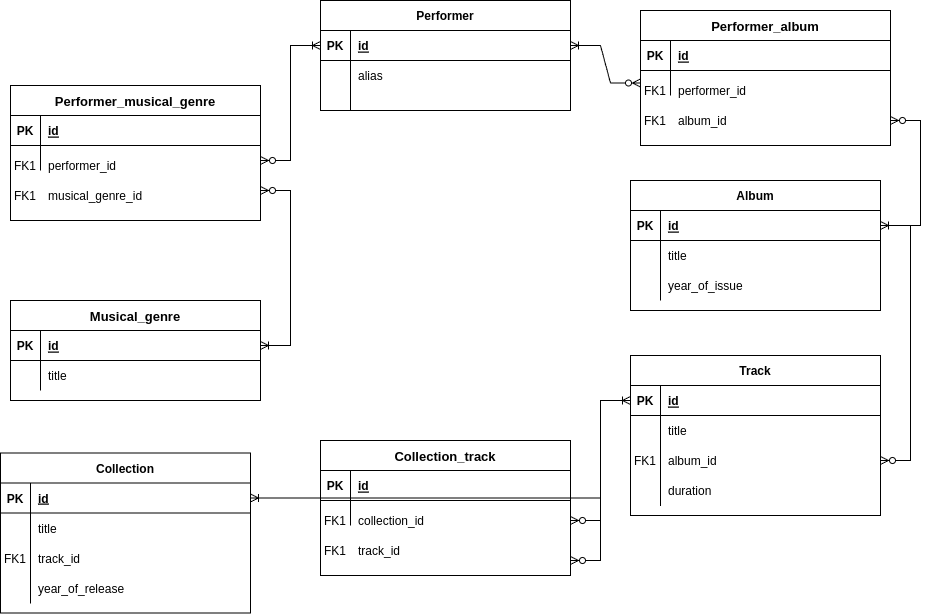 Performer
PK id
alias
Performer_album
PK id
FK1 performer_id
FK1 album_id
Performer_musical_genre
PK id
FK1 performer_id
FK1 musical_genre_id
Album
PK id
title
year_of_issue
Musical_genre
PK id
title
Track
PK id
title
FK1 album_id
duration
Collection
PK id
title
FK1 track_id
year_of_release
Collection_track
PK id
FK1 collection_id
FK1 track_id